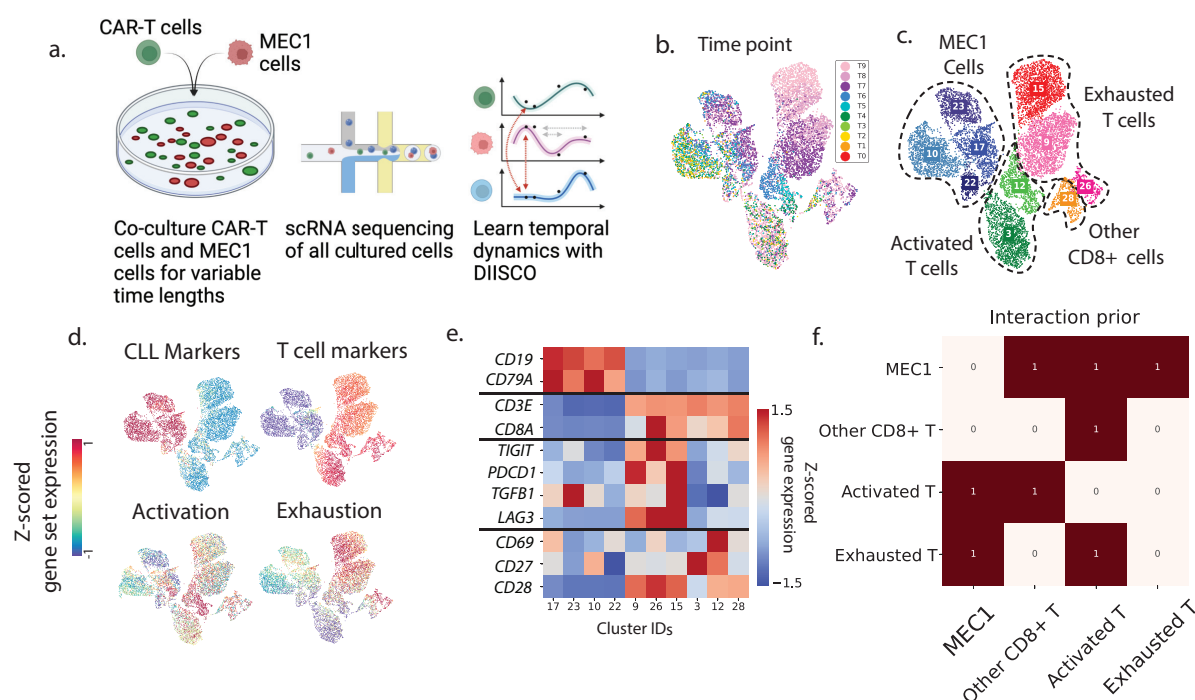 a.
CAR-T cells
MEC1
cells
Co-culture CAR-T
cells and MEC1
cells for variable
time lengths
scRNA sequencing
of all cultured cells
Learn temporal
dynamics with
DIISCO
b.
Time point
T9
T8
T7
T6
T5
T4
T3
T2
T1
T0
c.
MEC1
Cells
Exhausted
T cells
Activated
T cells
Other
CD8+ cells
15
23
9
17
10
22
12
26
28
3
d.
CLL Markers
T cell markers
Activation
Exhaustion
Z-scored
gene set expression
1
-1
e.
CD19
CD79A
CD3E
CD8A
TIGIT
PDCD1
TGFB1
LAG3
CD69
CD27
CD28
17 23 10 22 9 26 15 3 12 28
Cluster IDs
1.5
−1.5
Z-scored
gene expression
f.
Interaction prior
MEC1 0 1 1 1
Other CD8+ T 0 0 1 0
Activated T 1 1 0 0
Exhausted T 1 0 1 0
MEC1
Other CD8+ T
Activated T
Exhausted T